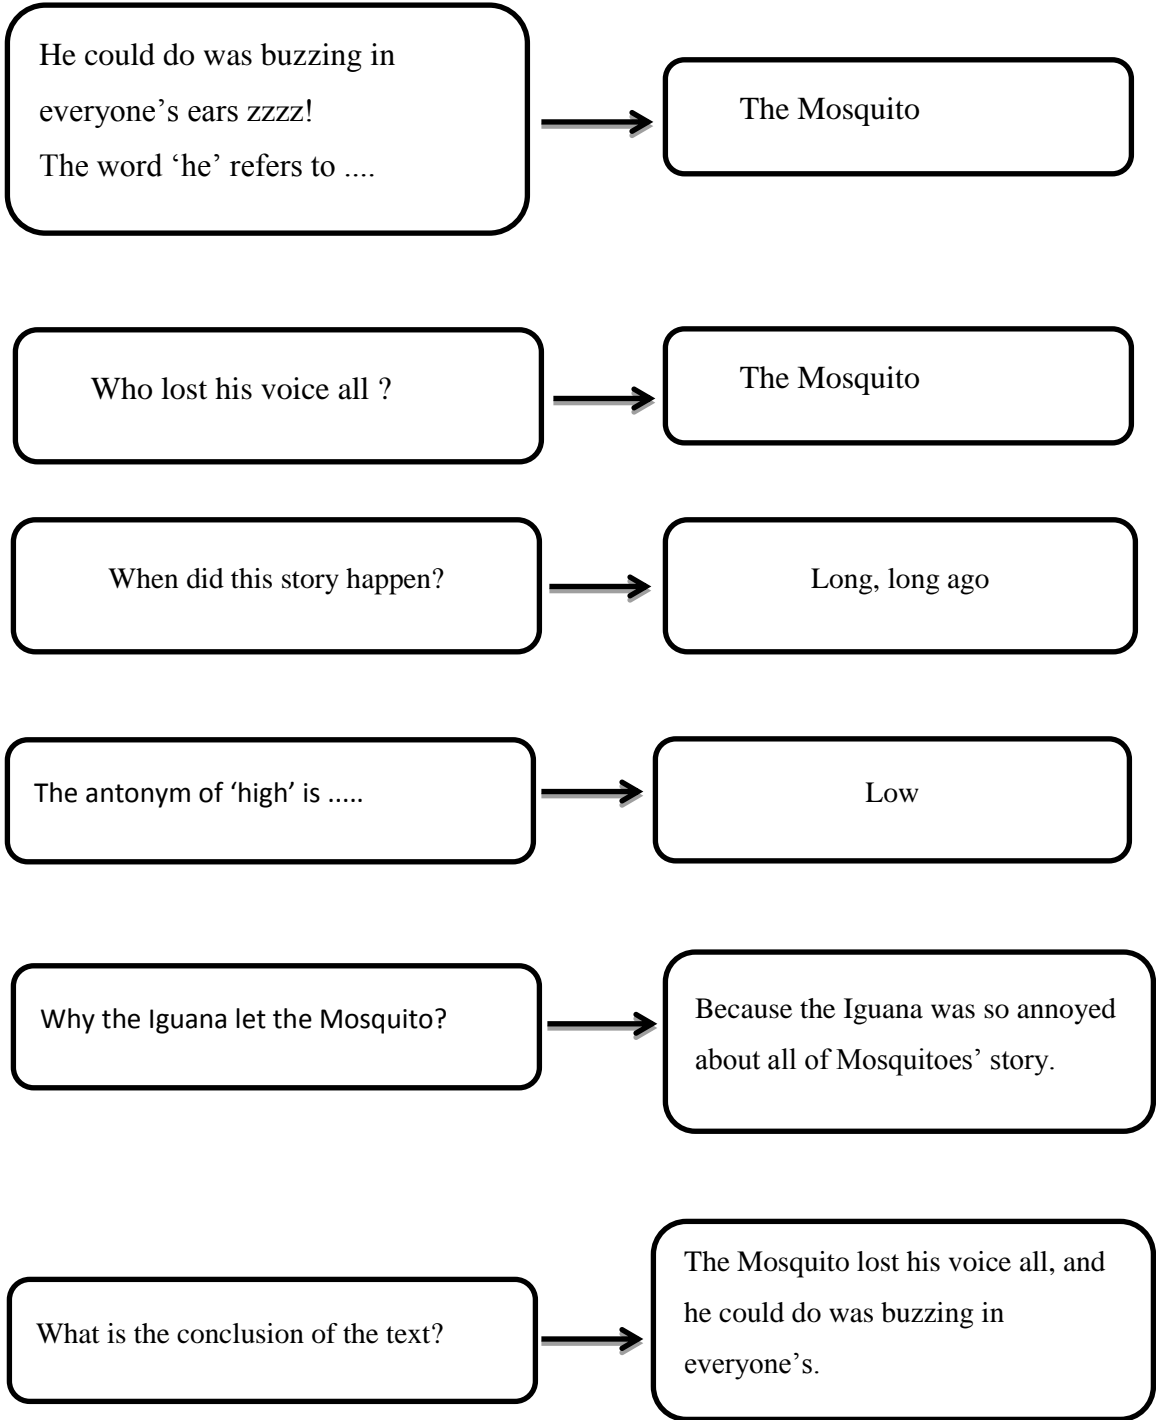 He could do was buzzing in
everyone’s ears zzzz!
The word ‘he’ refers to ....
The Mosquito
Who lost his voice all ?
The Mosquito
When did this story happen?
Long, long ago
The antonym of ‘high’ is .....
Low
Why the Iguana let the Mosquito?
Because the Iguana was so annoyed
about all of Mosquitoes’ story.
What is the conclusion of the text?
The Mosquito lost his voice all, and
he could do was buzzing in
everyone’s.